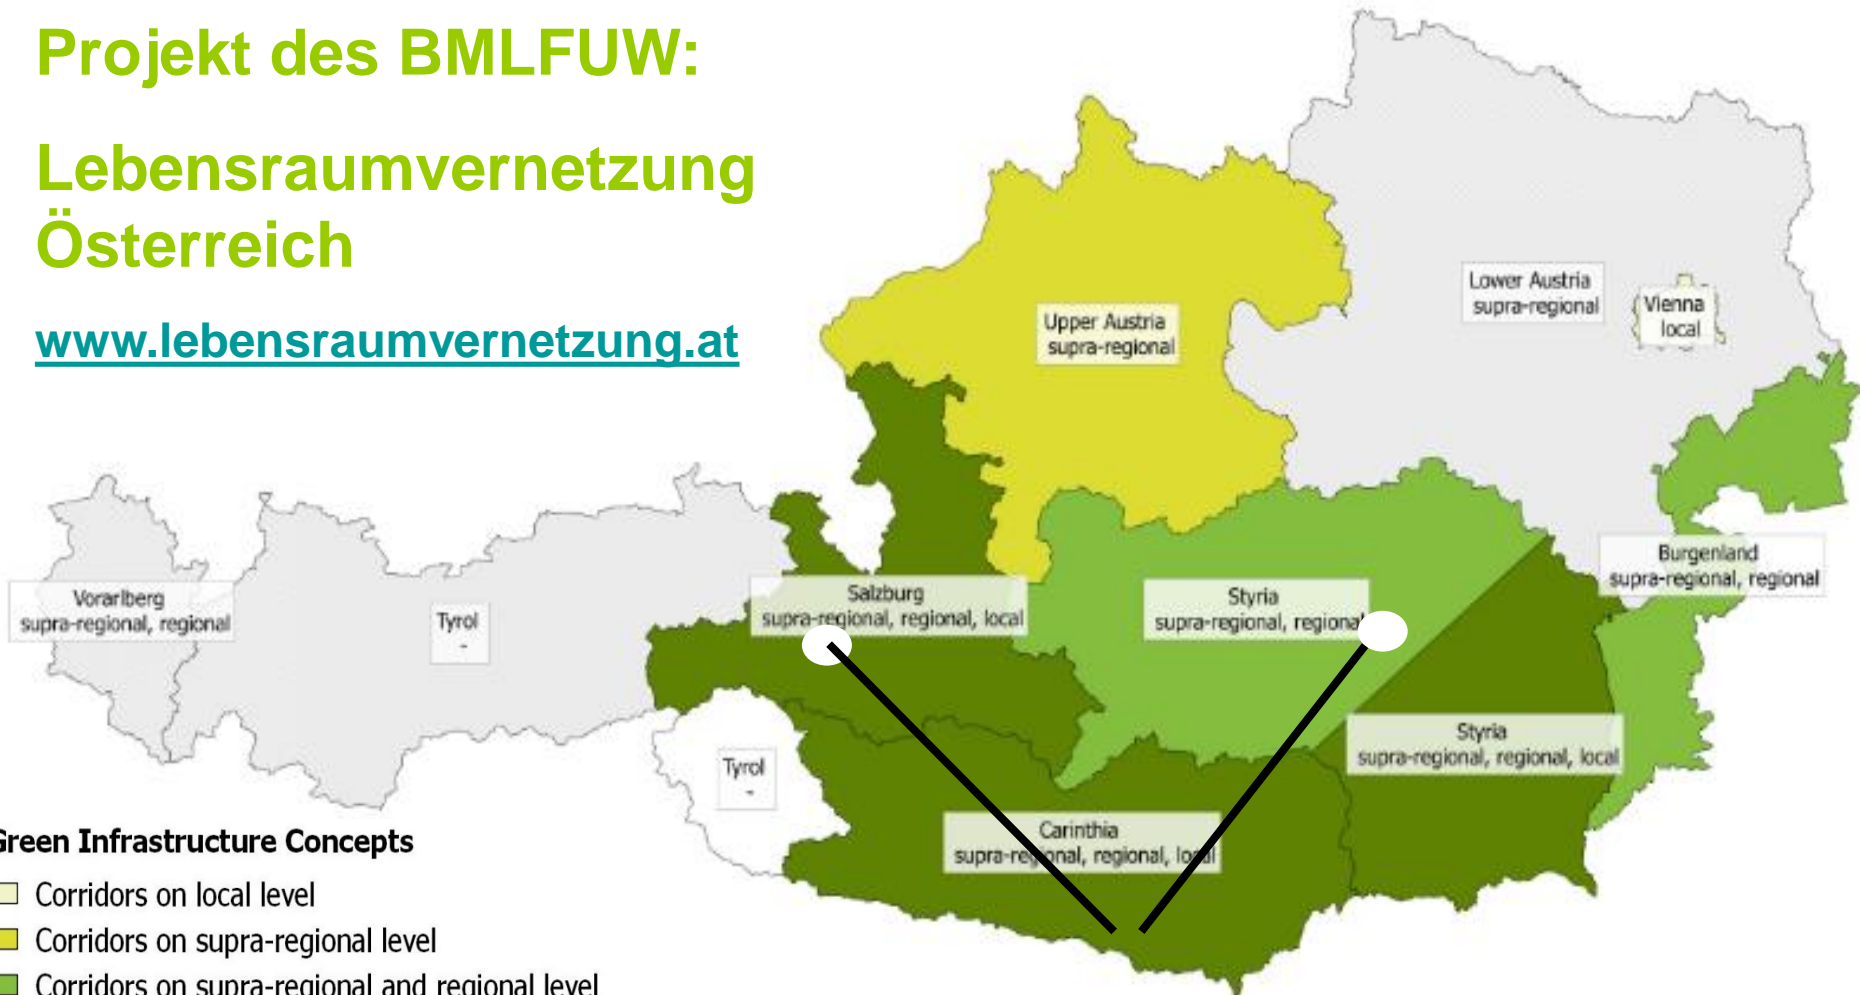 Projekt des BMLFUW:
Lebensraumvernetzung
Österreich
www.lebensraumvernetzung.at
Lower Austria
supra-regional
Vienna
local
Upper Austria
supra-regional
Burgenland
supra-regional, regional
Vorarlberg
supra-regional, regional
Tyrol
-
Salzburg
supra-regional, regional, local
Styria
supra-regional, regional
Styria
supra-regional, regional, local
Tyrol
-
Carinthia
supra-regional, regional, local
Green Infrastructure Concepts
Corridors on local level
Corridors on supra-regional level
Corridors on supra-regional and regional level